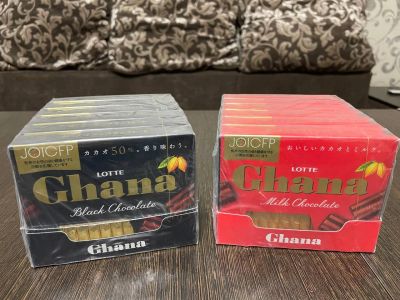 JOICFP
カカオ50%。香り味わう。
LOTTE
Ghana
Black Chocolate
Ghana
JOICFP
おいしいカカオとミルク。
LOTTE
Ghana
Milk Chocolate
Ghana